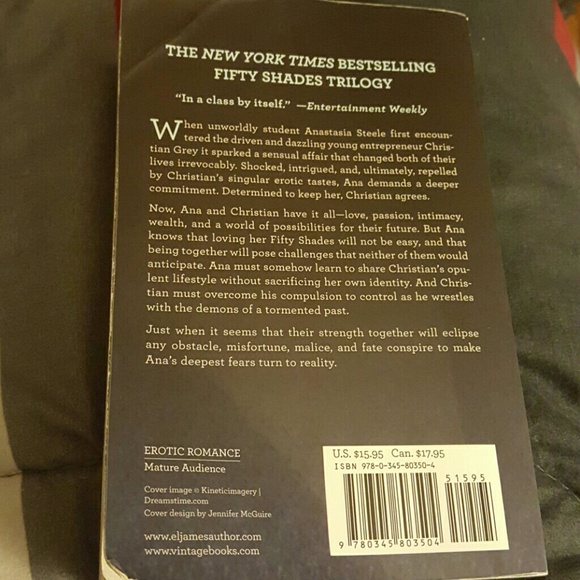 THE NEW YORK TIMES BESTSELLING
FIFTY SHADES TRILOGY
“In a class by itself.” —Entertainment Weekly
When unworldly student Anastasia Steele first encoun-
tered the driven and dazzling young entrepreneur Chris-
tian Grey it sparked a sensual affair that changed both of their
lives irrevocably. Shocked, intrigued, and, ultimately, repelled
by Christian’s singular erotic tastes, Ana demands a deeper
commitment. Determined to keep her, Christian agrees.
Now, Ana and Christian have it all—love, passion, intimacy,
wealth, and a world of possibilities for their future. But Ana
knows that loving her Fifty Shades will not be easy, and that
being together will pose challenges that neither of them would
anticipate. Ana must somehow learn to share Christian’s opu-
lent lifestyle without sacrificing her own identity. And Chris-
tian must overcome his compulsion to control as he wrestles
with the demons of a tormented past.
Just when it seems that their strength together will eclipse
any obstacle, misfortune, malice, and fate conspire to make
Ana’s deepest fears turn to reality.
EROTIC ROMANCE
Mature Audience
Cover image © Kineticimagery |
Dreamstime.com
Cover design by Jennifer McGuire
www.eljamesauthor.com
www.vintagebooks.com
U.S. $15.95 Can. $17.95
ISBN 978-0-345-80350-4
51595
9 780345 803504